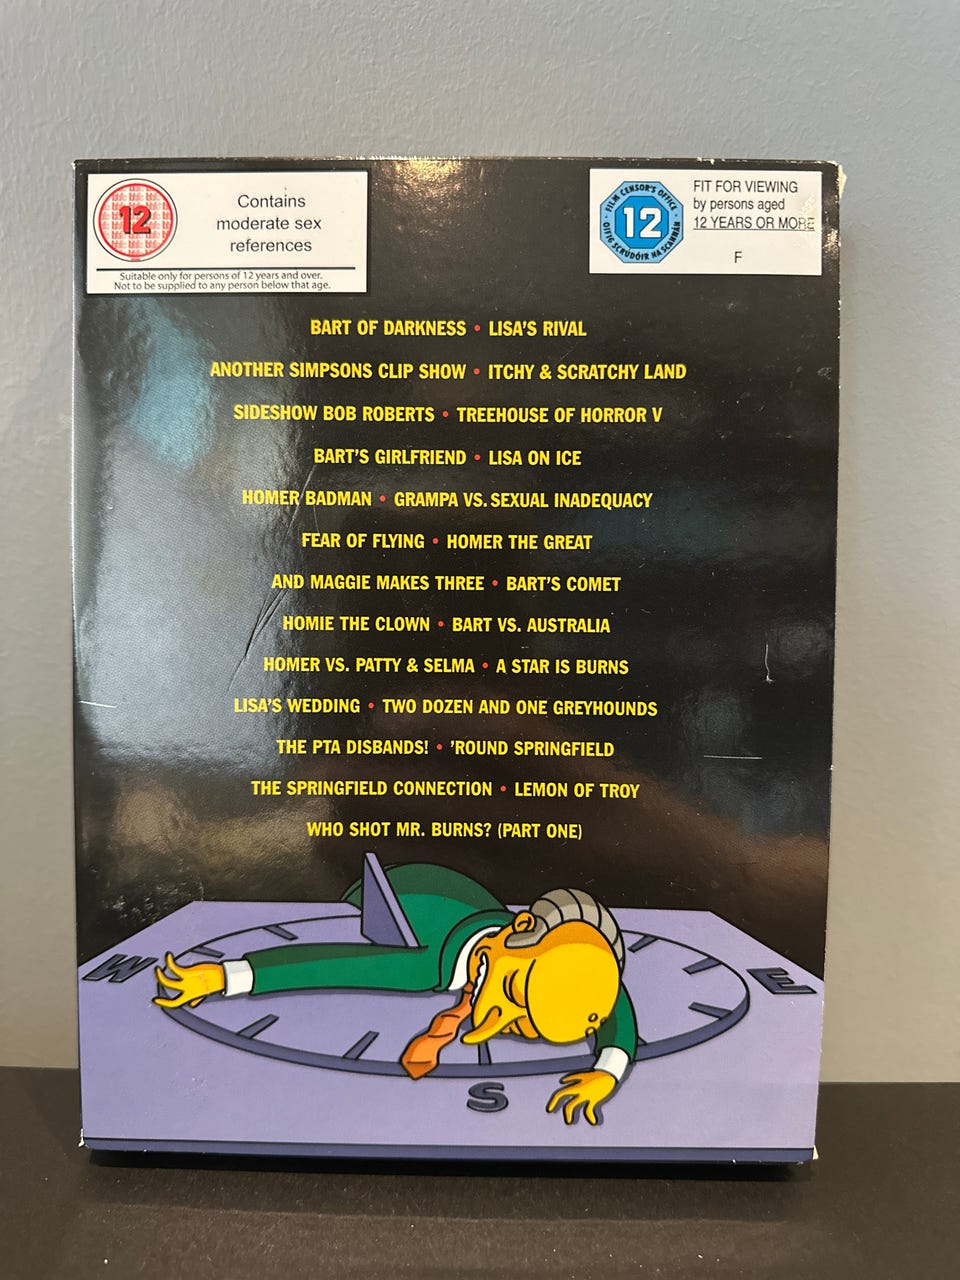 12
Contains
moderate sex
references
Suitable only for persons of 12 years and over.
Not to be supplied to any person below that age.
FILM CENSOR'S OFFICE
12
OIFIG SCRÚDÓIR NA SCANNÁN
FIT FOR VIEWING
by persons aged
12 YEARS OR MORE
F
BART OF DARKNESS • LISA'S RIVAL
ANOTHER SIMPSONS CLIP SHOW • ITCHY & SCRATCHY LAND
SIDESHOW BOB ROBERTS • TREEHOUSE OF HORROR V
BART'S GIRLFRIEND • LISA ON ICE
HOMER BADMAN • GRAMPA VS. SEXUAL INADEQUACY
FEAR OF FLYING • HOMER THE GREAT
AND MAGGIE MAKES THREE • BART'S COMET
HOMIE THE CLOWN • BART VS. AUSTRALIA
HOMER VS. PATTY & SELMA • A STAR IS BURNS
LISA'S WEDDING • TWO DOZEN AND ONE GREYHOUNDS
THE PTA DISBANDS! • 'ROUND SPRINGFIELD
THE SPRINGFIELD CONNECTION • LEMON OF TROY
WHO SHOT MR. BURNS? (PART ONE)
W
E
S